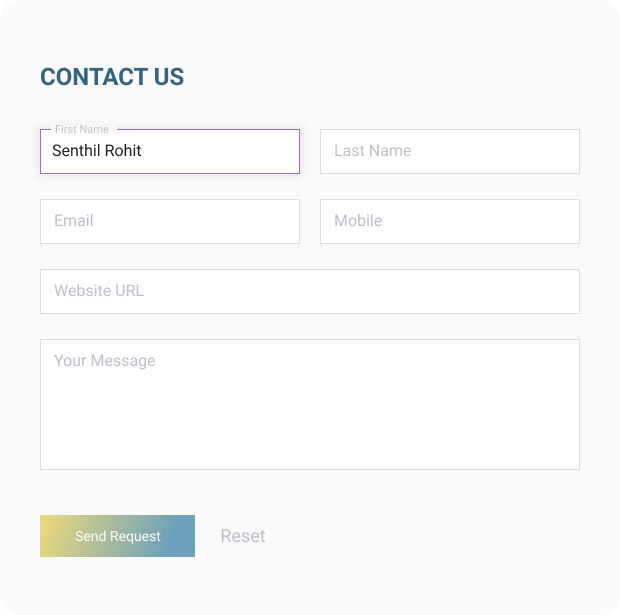 CONTACT US
First Name
Senthil Rohit
Last Name
Email
Mobile
Website URL
Your Message
Send Request
Reset